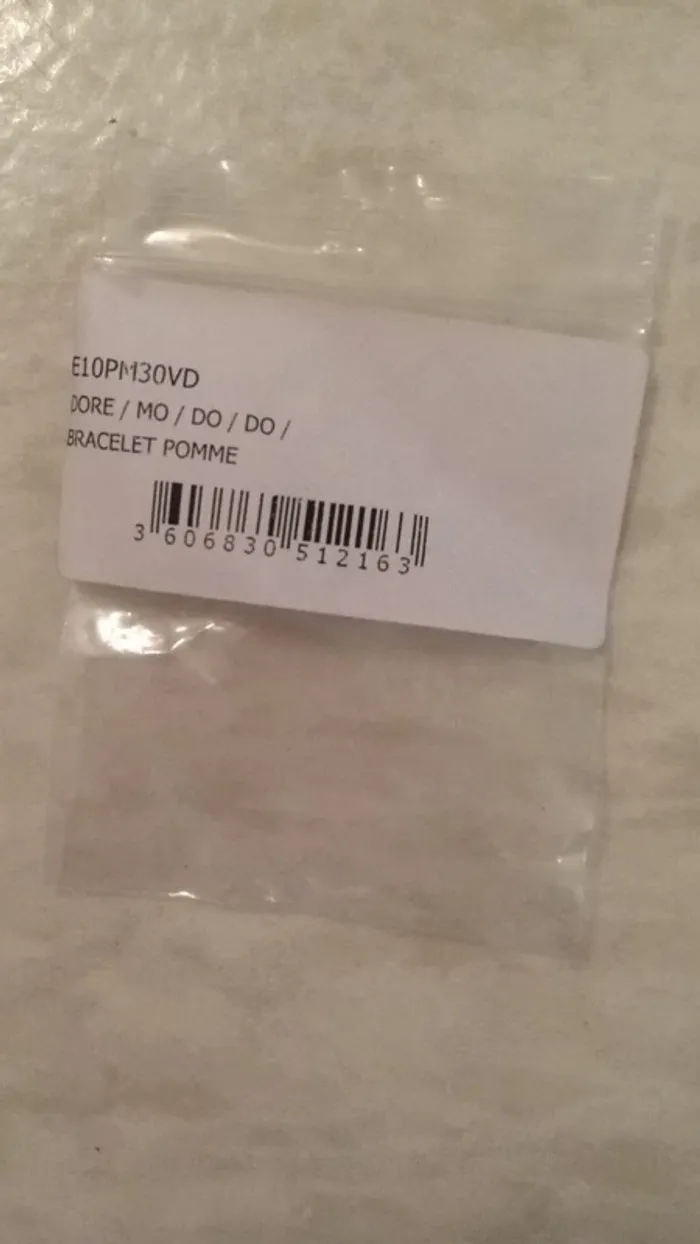 E10PM30VD
DORE / MO / DO / DO /
BRACELET POMME
3 606830 512163